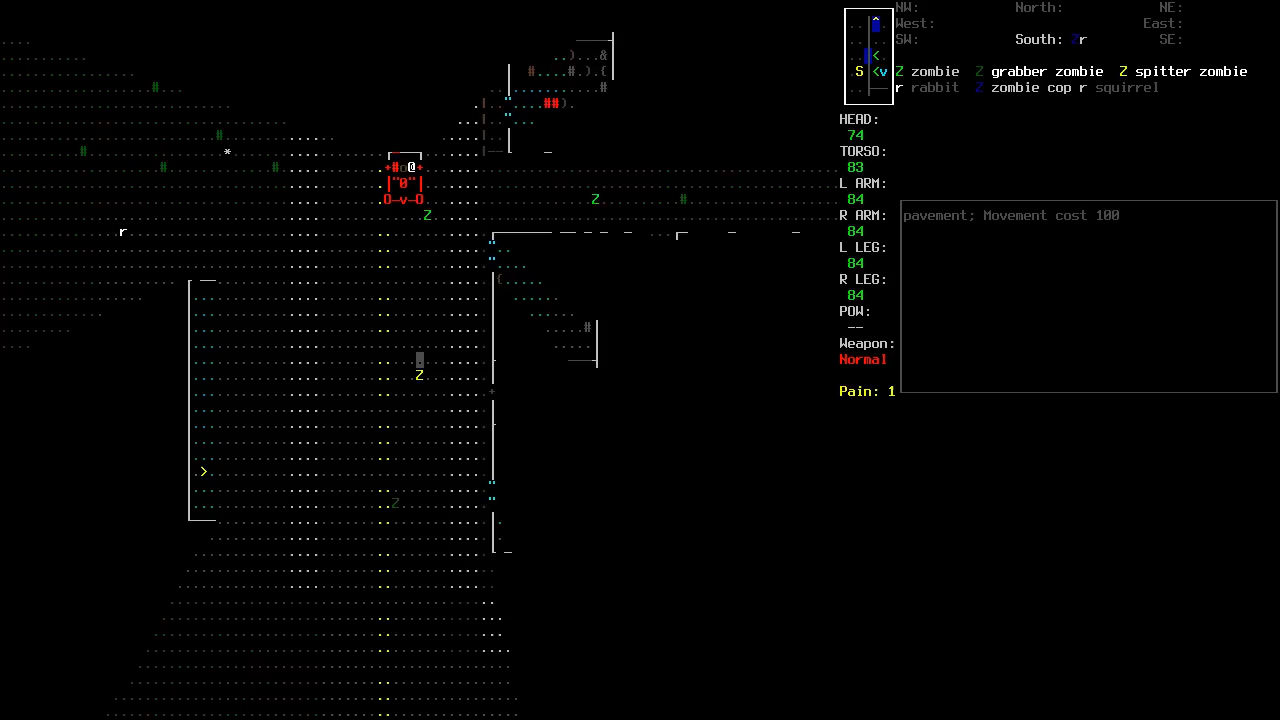 NW: North: NE:
West: East:
SW: South: Zr SE:
Z zombie Z grabber zombie Z spitter zombie
r rabbit Z zombie cop r squirrel
HEAD:
74
TORSO:
83
L ARM:
84
R ARM:
84
L LEG:
84
R LEG:
84
POW:
--
Weapon:
Normal
Pain: 1
pavement; Movement cost 100